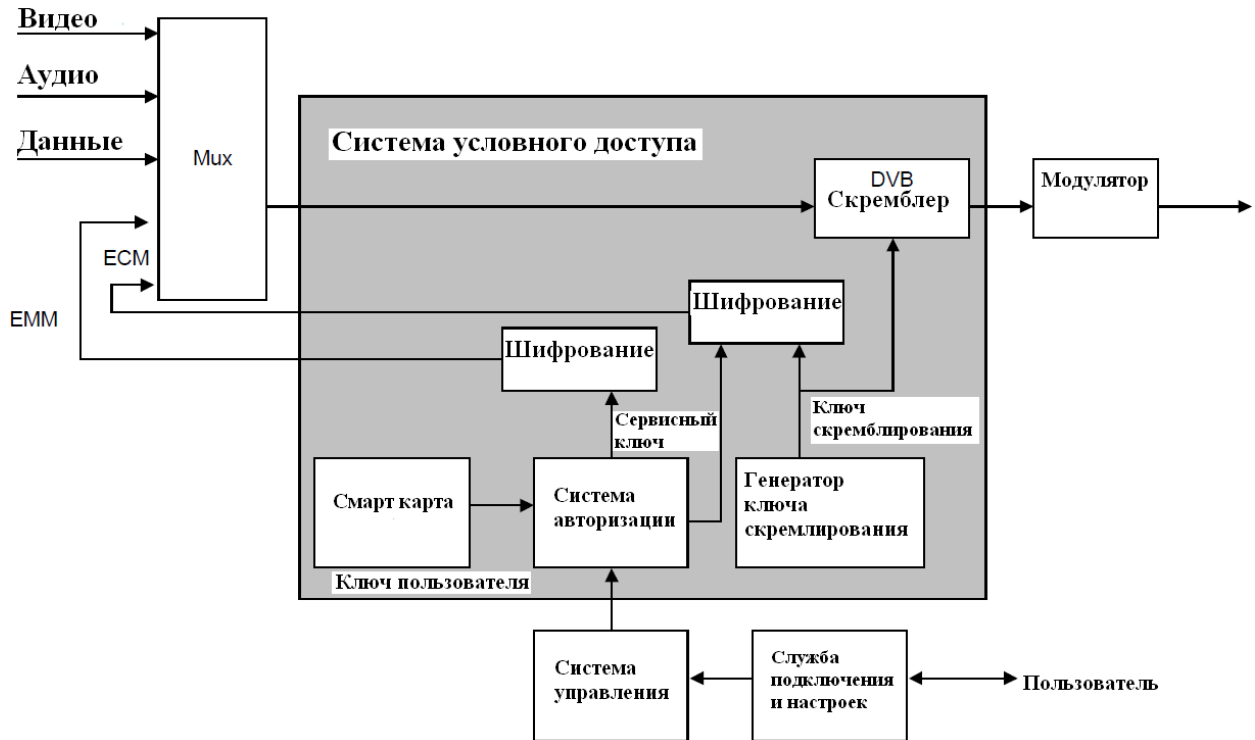 Видео
Аудио
Данные
Mux
ECM
EMM
Система условного доступа
DVB
Скремблер
Модулятор
Шифрование
Шифрование
Сервисный
ключ
Ключ
скремблирования
Смарт карта
Система
авторизации
Генератор
ключа
скремлирования
Ключ пользователя
Система
управления
Служба
подключения
и настроек
Пользователь